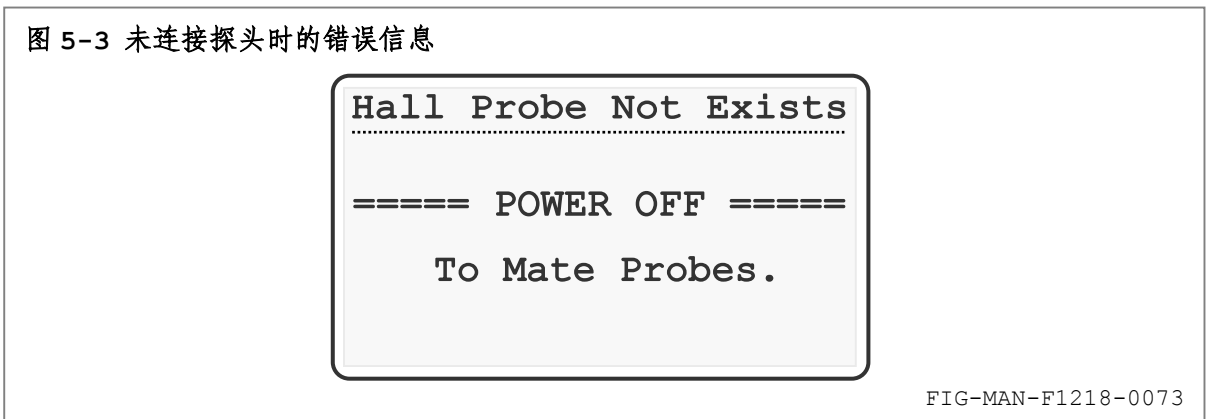 图 5-3 未连接探头时的错误信息
Hall Probe Not Exists
===== POWER OFF =====
To Mate Probes.
FIG-MAN-F1218-0073